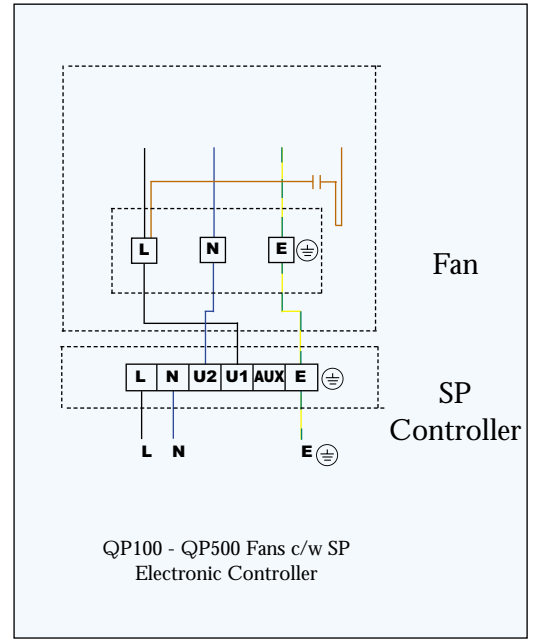 L N E
Fan
L N U2 U1 AUX E
SP
Controller
L N E
QP100 - QP500 Fans c/w SP
Electronic Controller